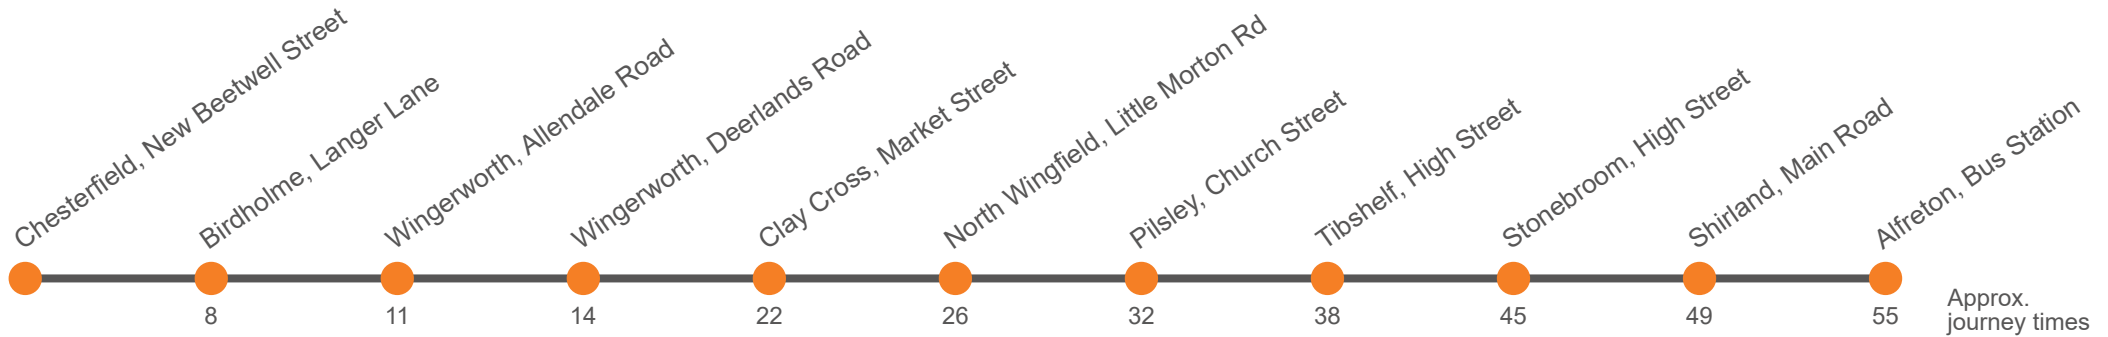 Chesterfield, New Beetwell Street
Birdholme, Langer Lane
Wingerworth, Allendale Road
Wingerworth, Deerlands Road
Clay Cross, Market Street
North Wingfield, Little Morton Rd
Pilsley, Church Street
Tibshelf, High Street
Stonebroom, High Street
Shirland, Main Road
Alfreton, Bus Station
8 11 14 22 26 32 38 45 49 55
Approx.
journey times